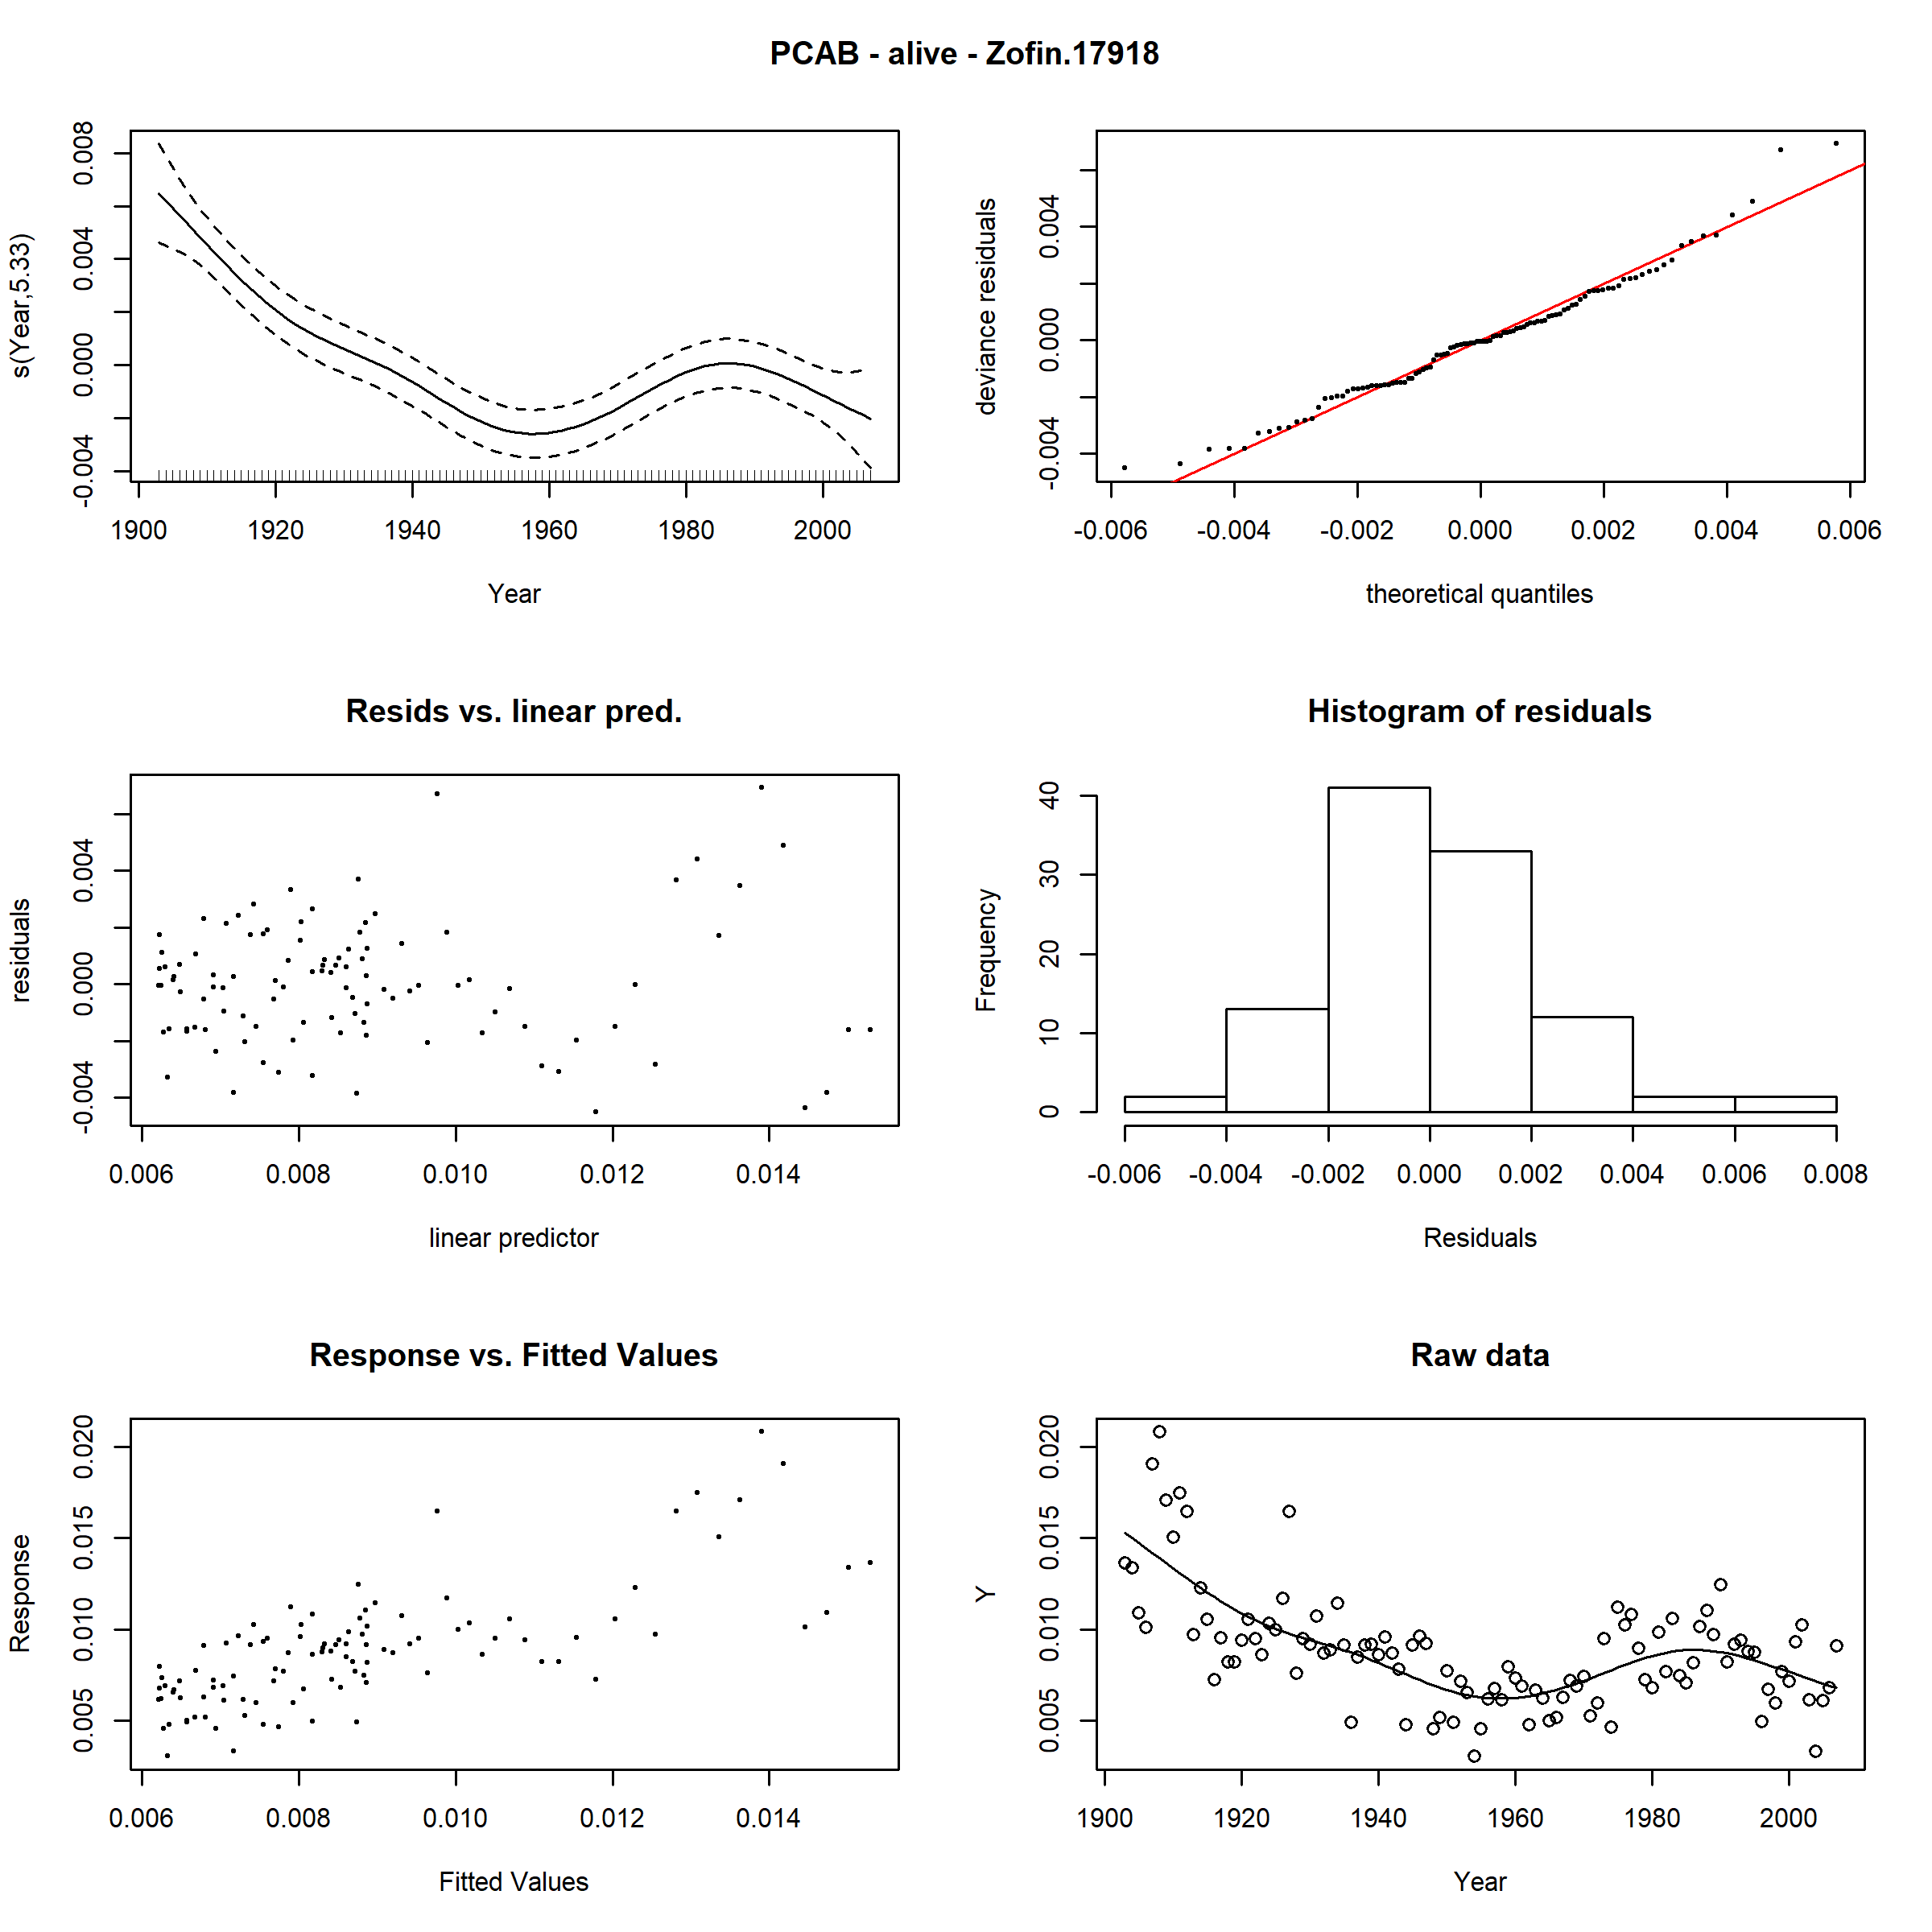 PCAB - alive - Zofin.17918
s(Year,5.33)
-0.004 0.000 0.004 0.008
1900 1920 1940 1960 1980 2000
Year
deviance residuals
-0.004 0.000 0.004
-0.006 -0.004 -0.002 0.000 0.002 0.004 0.006
theoretical quantiles
Resids vs. linear pred.
residuals
-0.004 0.000 0.004
0.006 0.008 0.010 0.012 0.014
linear predictor
Histogram of residuals
Frequency
0 10 20 30 40
-0.006 -0.004 -0.002 0.000 0.002 0.004 0.006 0.008
Residuals
Response vs. Fitted Values
Response
0.005 0.010 0.015 0.020
0.006 0.008 0.010 0.012 0.014
Fitted Values
Raw data
Y
0.005 0.010 0.015 0.020
1900 1920 1940 1960 1980 2000
Year